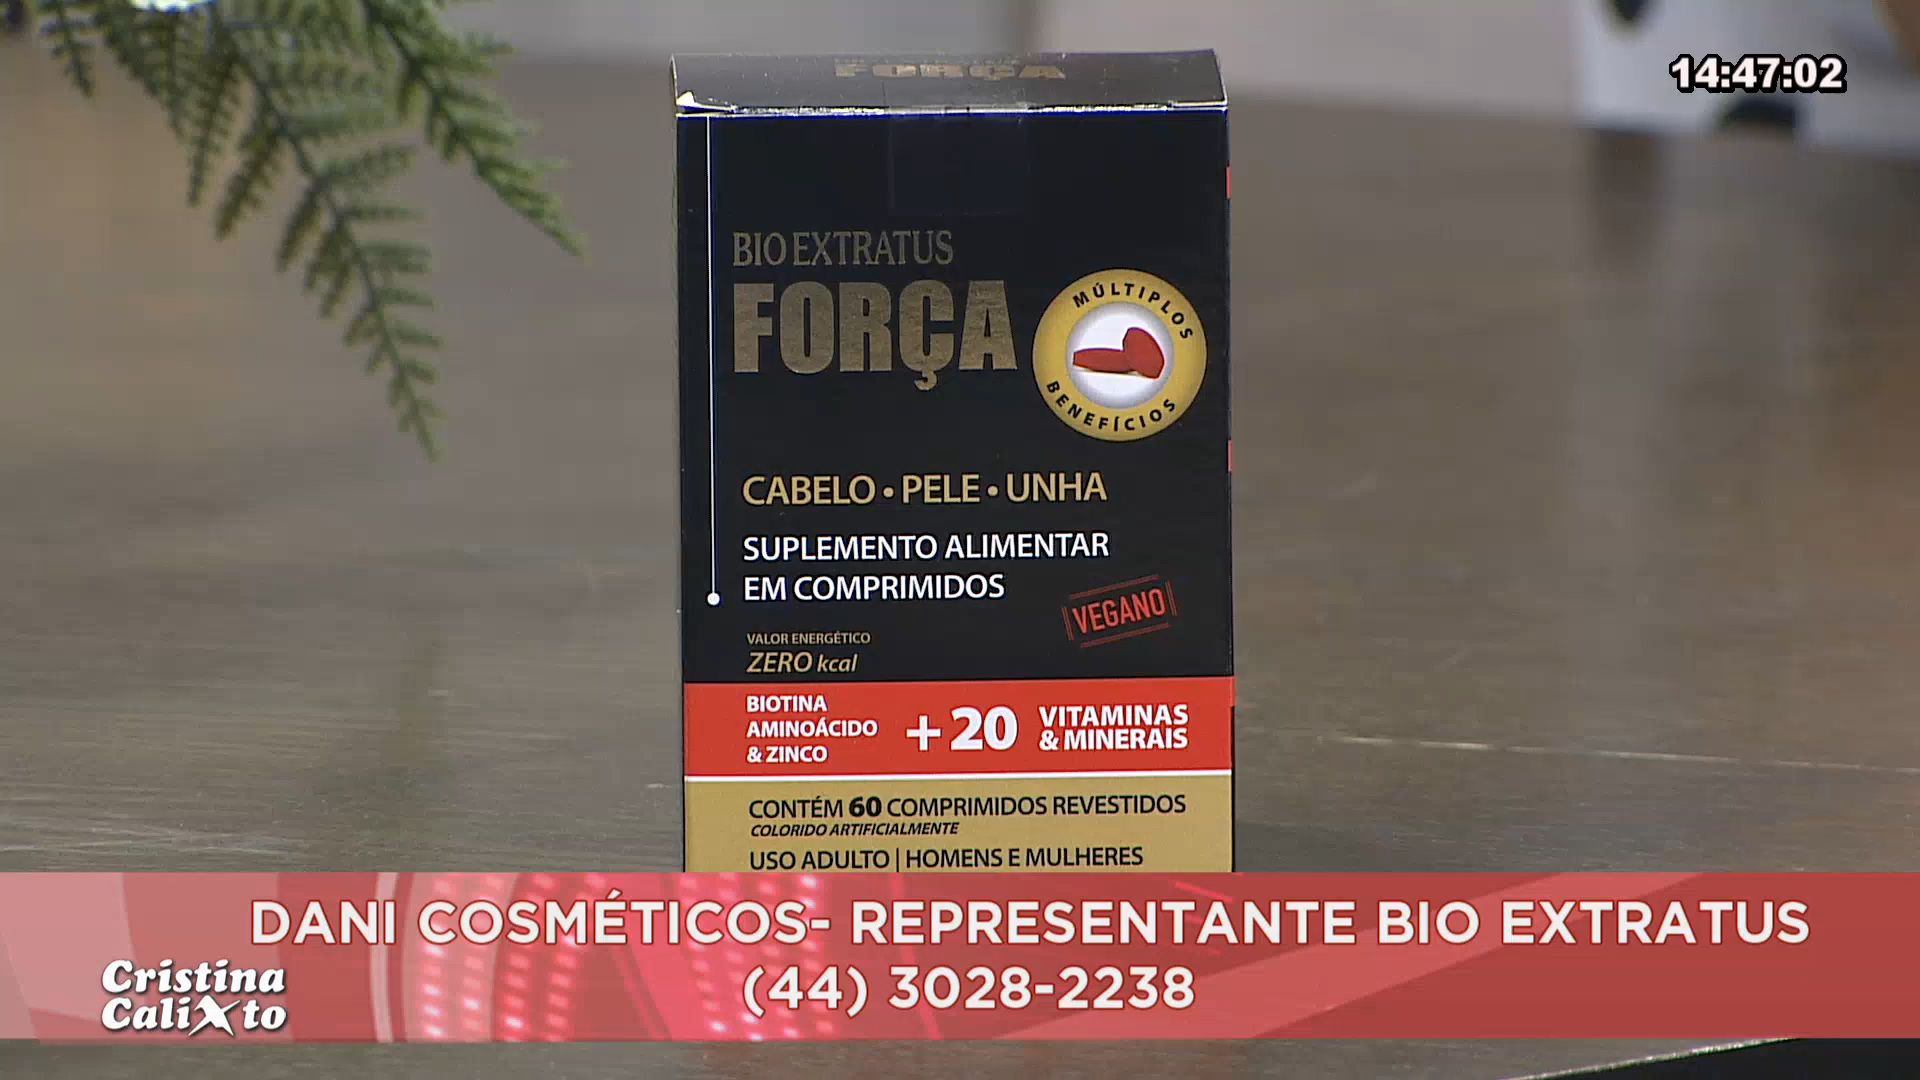 14:47:02
FORÇA
BIO EXTRATUS
FORÇA
MÚLTIPLOS
BENEFÍCIOS
CABELO • PELE • UNHA
SUPLEMENTO ALIMENTAR
EM COMPRIMIDOS
VEGANO
VALOR ENERGÉTICO
ZERO kcal
BIOTINA
AMINOÁCIDO
& ZINCO
+20
VITAMINAS
& MINERAIS
CONTÉM 60 COMPRIMIDOS REVESTIDOS
COLORIDO ARTIFICIALMENTE
USO ADULTO | HOMENS E MULHERES
DANI COSMÉTICOS- REPRESENTANTE BIO EXTRATUS
(44) 3028-2238
Cristina
Calixto